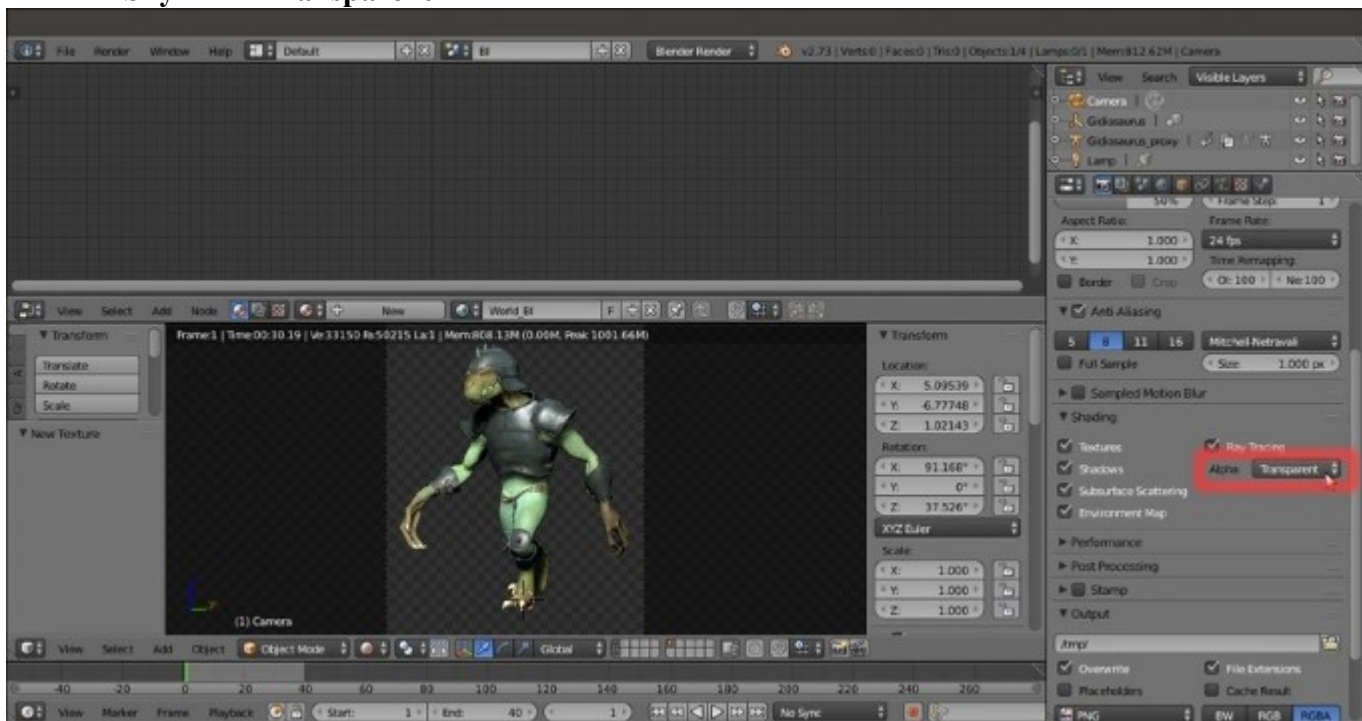 File Render Window Help Default BI Blender Render v2.73 | Verts:0 | Faces:0 | Tris:0 | Objects:1/4 | Lamps:0/1 | Mem:812.62M | Camera
View Search Visible Layers
Camera
Gidiosaurus
Gidiosaurus_proxy
Lamp
50% Frame Step: 1
Aspect Ratio: Frame Rate:
X: 1.000 24 fps
Y: 1.000 Time Remapping:
Border Crop Ol: 100 Ne: 100
View Select Add Node New World_BI F
Anti-Aliasing
5 8 11 16 Mitchell-Netravali
Full Sample Size: 1.000 px
Sampled Motion Blur
Shading
Textures Ray Tracing
Shadows Alpha: Transparent
Subsurface Scattering
Environment Map
Performance
Post Processing
Stamp
Output
/tmp/
Overwrite File Extensions
Placeholders Cache Result
PNG BW RGB RGBA
Transform
Translate
Rotate
Scale
New Texture
Frame:1 | Time:00:30.19 | Ve:33150 Fa:50215 La:1 | Mem:808.13M (0.00M, Peak 1001.66M)
(1) Camera
Transform
Location:
X: 5.09539
Y: -6.77748
Z: 1.02143
Rotation:
X: 91.168°
Y: 0°
Z: 37.526°
XYZ Euler
Scale:
X: 1.000
Y: 1.000
Z: 1.000
View Select Add Object Object Mode Global
-40 -20 0 20 40 60 80 100 120 140 160 180 200 220 240 260
View Marker Frame Playback Start: 1 End: 40 1 No Sync